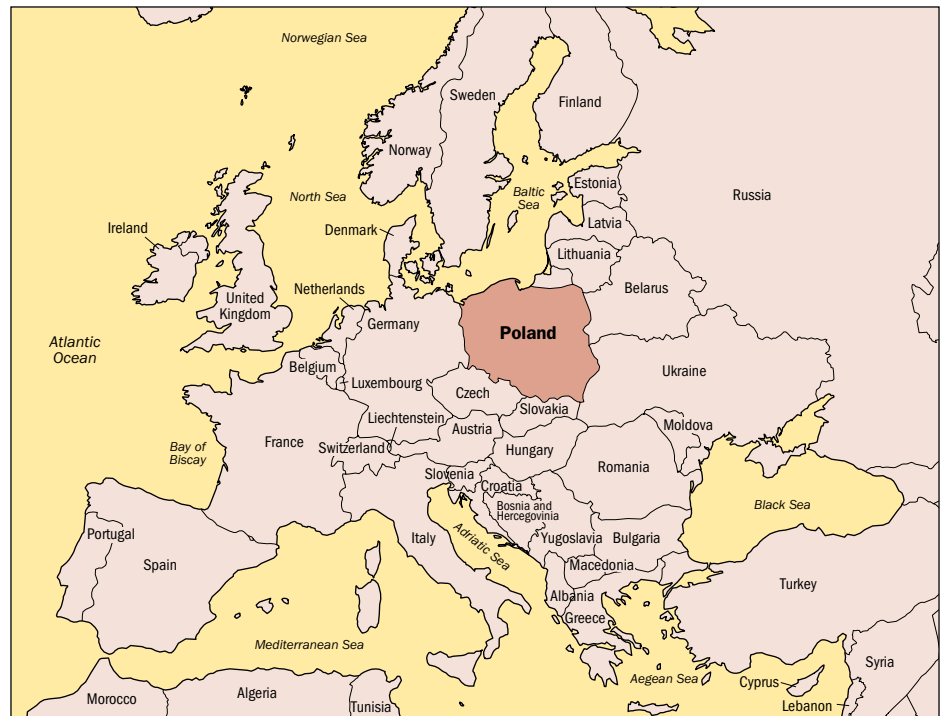 Norwegian Sea
Sweden
Finland
Norway
Russia
Estonia
North Sea
Baltic
Sea
Latvia
Ireland
Denmark
Lithuania
Netherlands
Belarus
United
Kingdom
Germany
Poland
Atlantic
Ocean
Belgium
Ukraine
Luxembourg
Czech
Slovakia
Liechtenstein
Austria
Moldova
France
Switzerland
Hungary
Bay of
Biscay
Romania
Slovenia
Croatia
Bosnia and
Hercegovinia
Black Sea
Portugal
Italy
Adriatic Sea
Yugoslavia
Bulgaria
Spain
Macedonia
Turkey
Albania
Greece
Mediterranean Sea
Syria
Aegean Sea
Cyprus
Morocco
Algeria
Tunisia
Lebanon